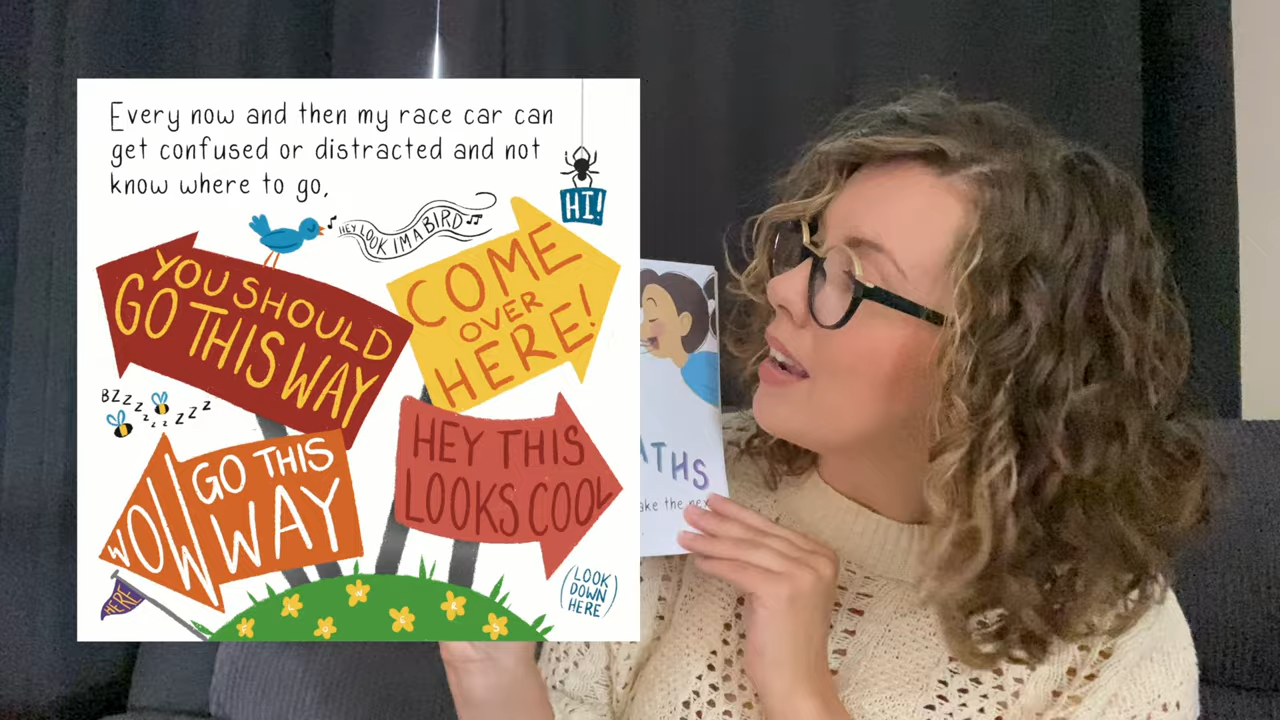 Every now and then my race car can
get confused or distracted and not
know where to go,
HI!
HEY LOOK IM A BIRD
YOU SHOULD
GO THIS WAY
COME
OVER
HERE!
BZZZZZZZZZ
WOW
GO THIS
WAY
HEY THIS
LOOKS COOL
HERE
(LOOK
DOWN
HERE)
ATHS
ake the nex